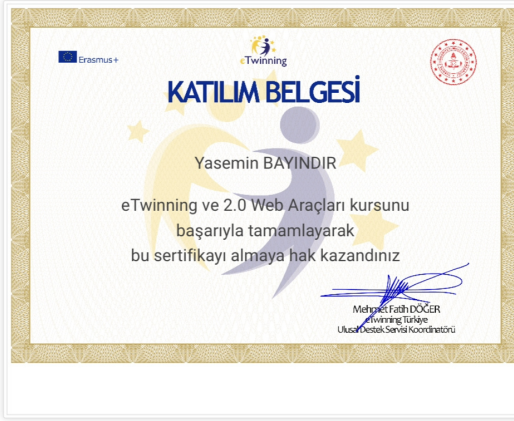 Erasmus+
eTwinning
KATILIM BELGESİ
Yasemin BAYINDIR
eTwinning ve 2.0 Web Araçları kursunu
başarıyla tamamlayarak
bu sertifikayı almaya hak kazandınız
Mehmet Fatih DÖĞER
eTwinning Türkiye
Ulusal Destek Servisi Koordinatörü